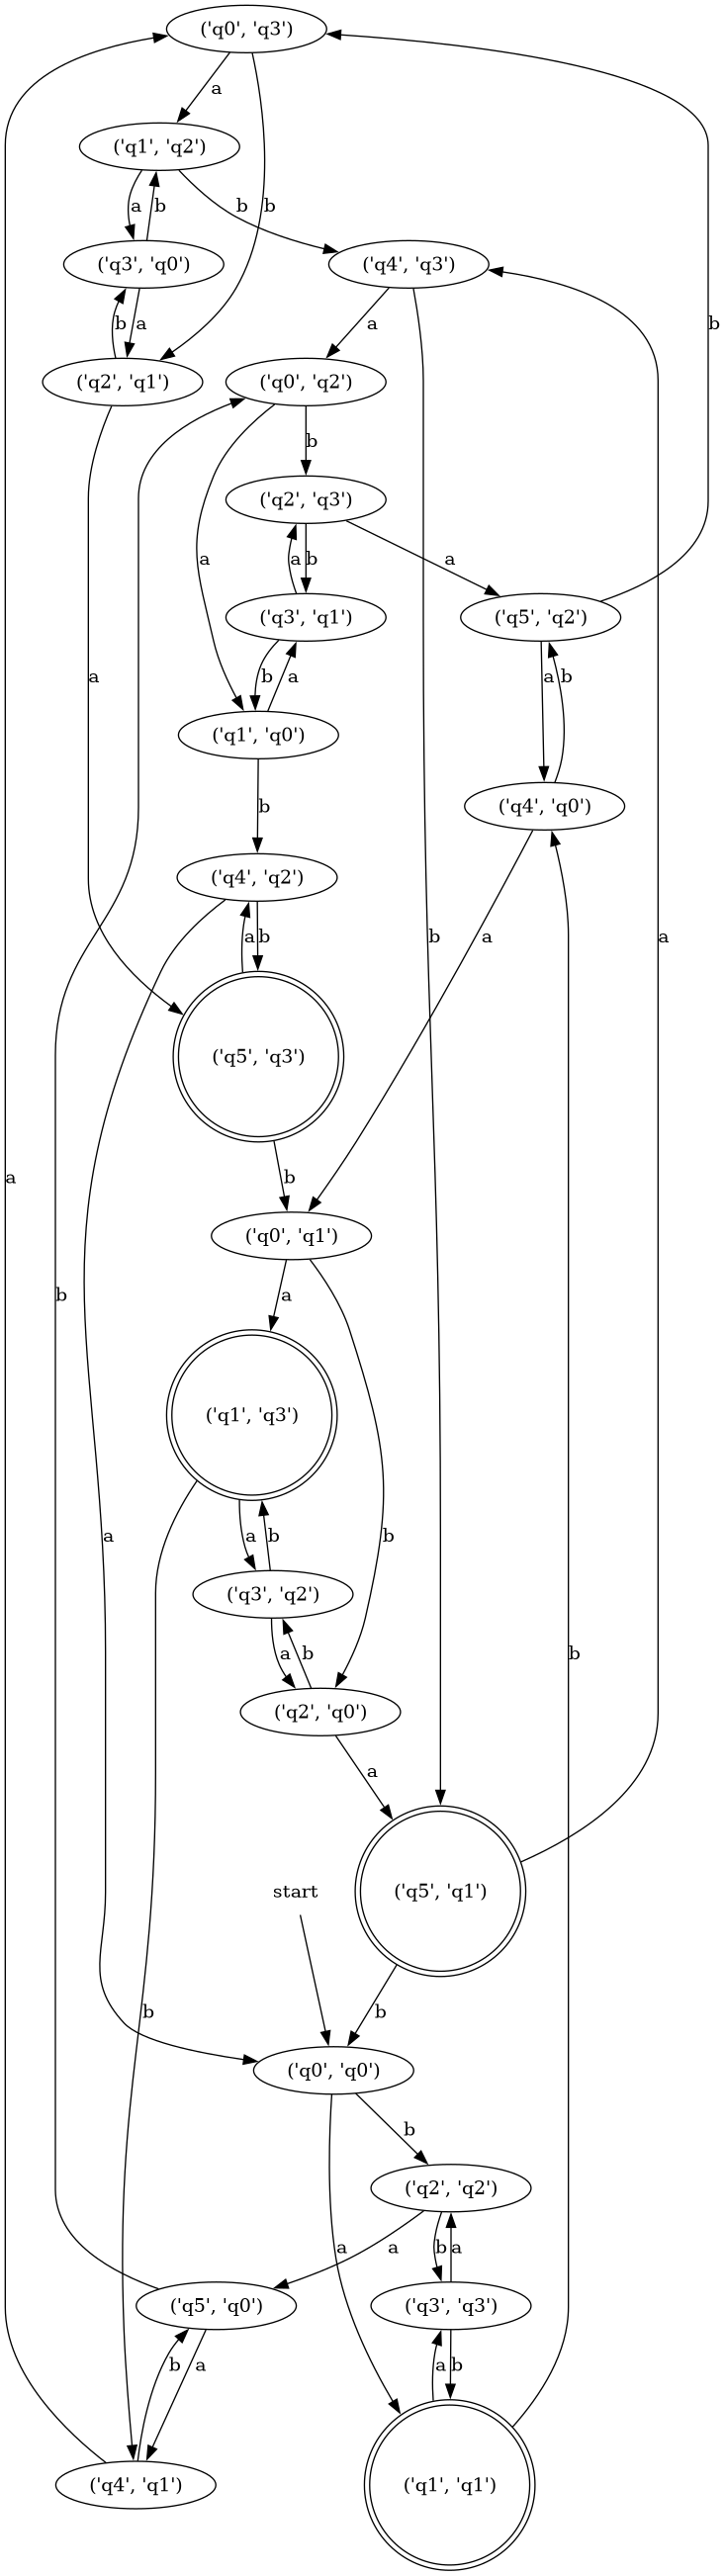 ('q0', 'q3')
a
('q1', 'q2')
a
b
b
b
('q3', 'q0')
('q4', 'q3')
b
a
a
b
('q2', 'q1')
('q0', 'q2')
b
('q2', 'q3')
a
a
b
a
('q3', 'q1')
('q5', 'q2')
a
b
a
a
b
('q1', 'q0')
b
('q4', 'q0')
('q4', 'q2')
a
b
b
a
a
('q5', 'q3')
a
b
('q0', 'q1')
b
a
('q1', 'q3')
a
a
b
b
('q3', 'q2')
a
b
b
('q2', 'q0')
a
start
('q5', 'q1')
b
b
('q0', 'q0')
b
('q2', 'q2')
a
a
b
a
('q5', 'q0')
('q3', 'q3')
b
a
a
b
('q4', 'q1')
('q1', 'q1')